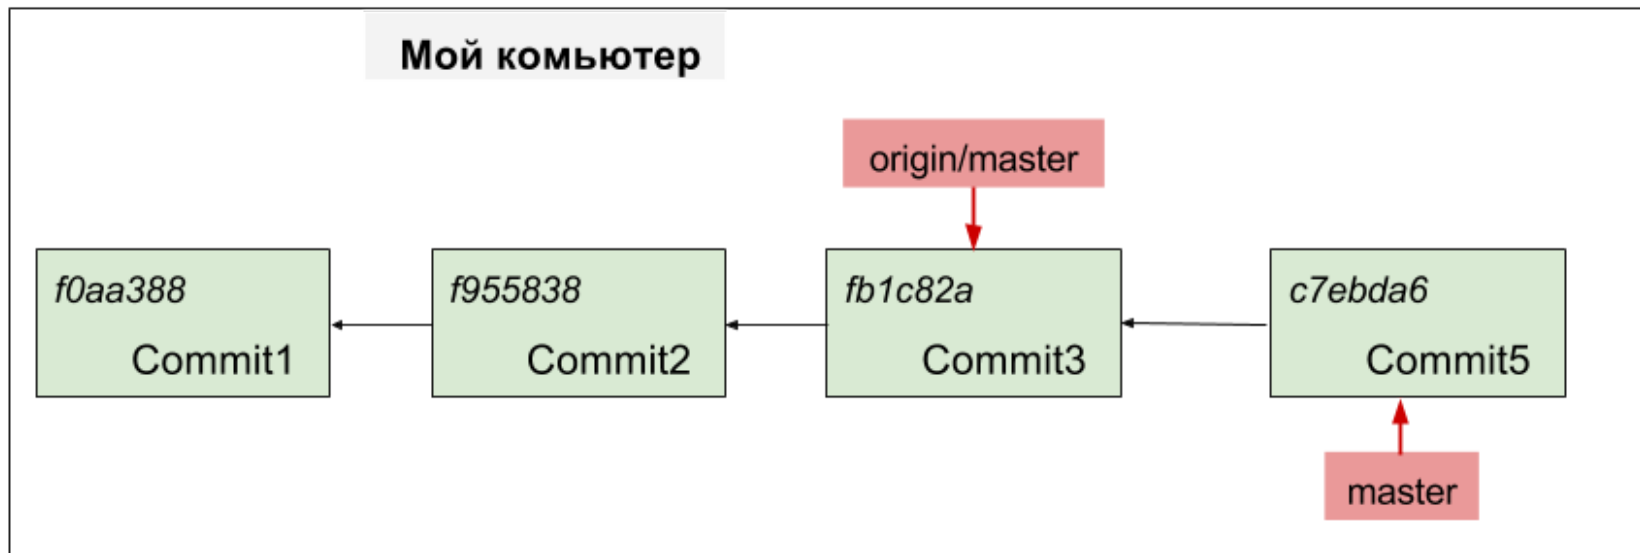 Мой комьютер
origin/master
f0aa388
Commit1
f955838
Commit2
fb1c82a
Commit3
c7ebda6
Commit5
master